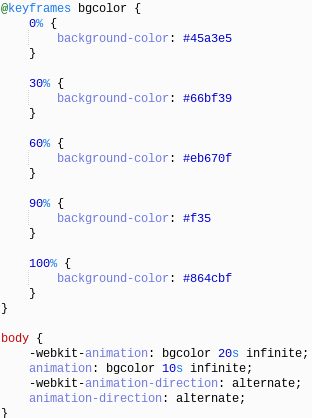 @keyframes bgcolor {
    0% {
        background-color: #45a3e5
    }

    30% {
        background-color: #66bf39
    }

    60% {
        background-color: #eb670f
    }

    90% {
        background-color: #f35
    }

    100% {
        background-color: #864cbf
    }
}

body {
    -webkit-animation: bgcolor 20s infinite;
    animation: bgcolor 10s infinite;
    -webkit-animation-direction: alternate;
    animation-direction: alternate;
}